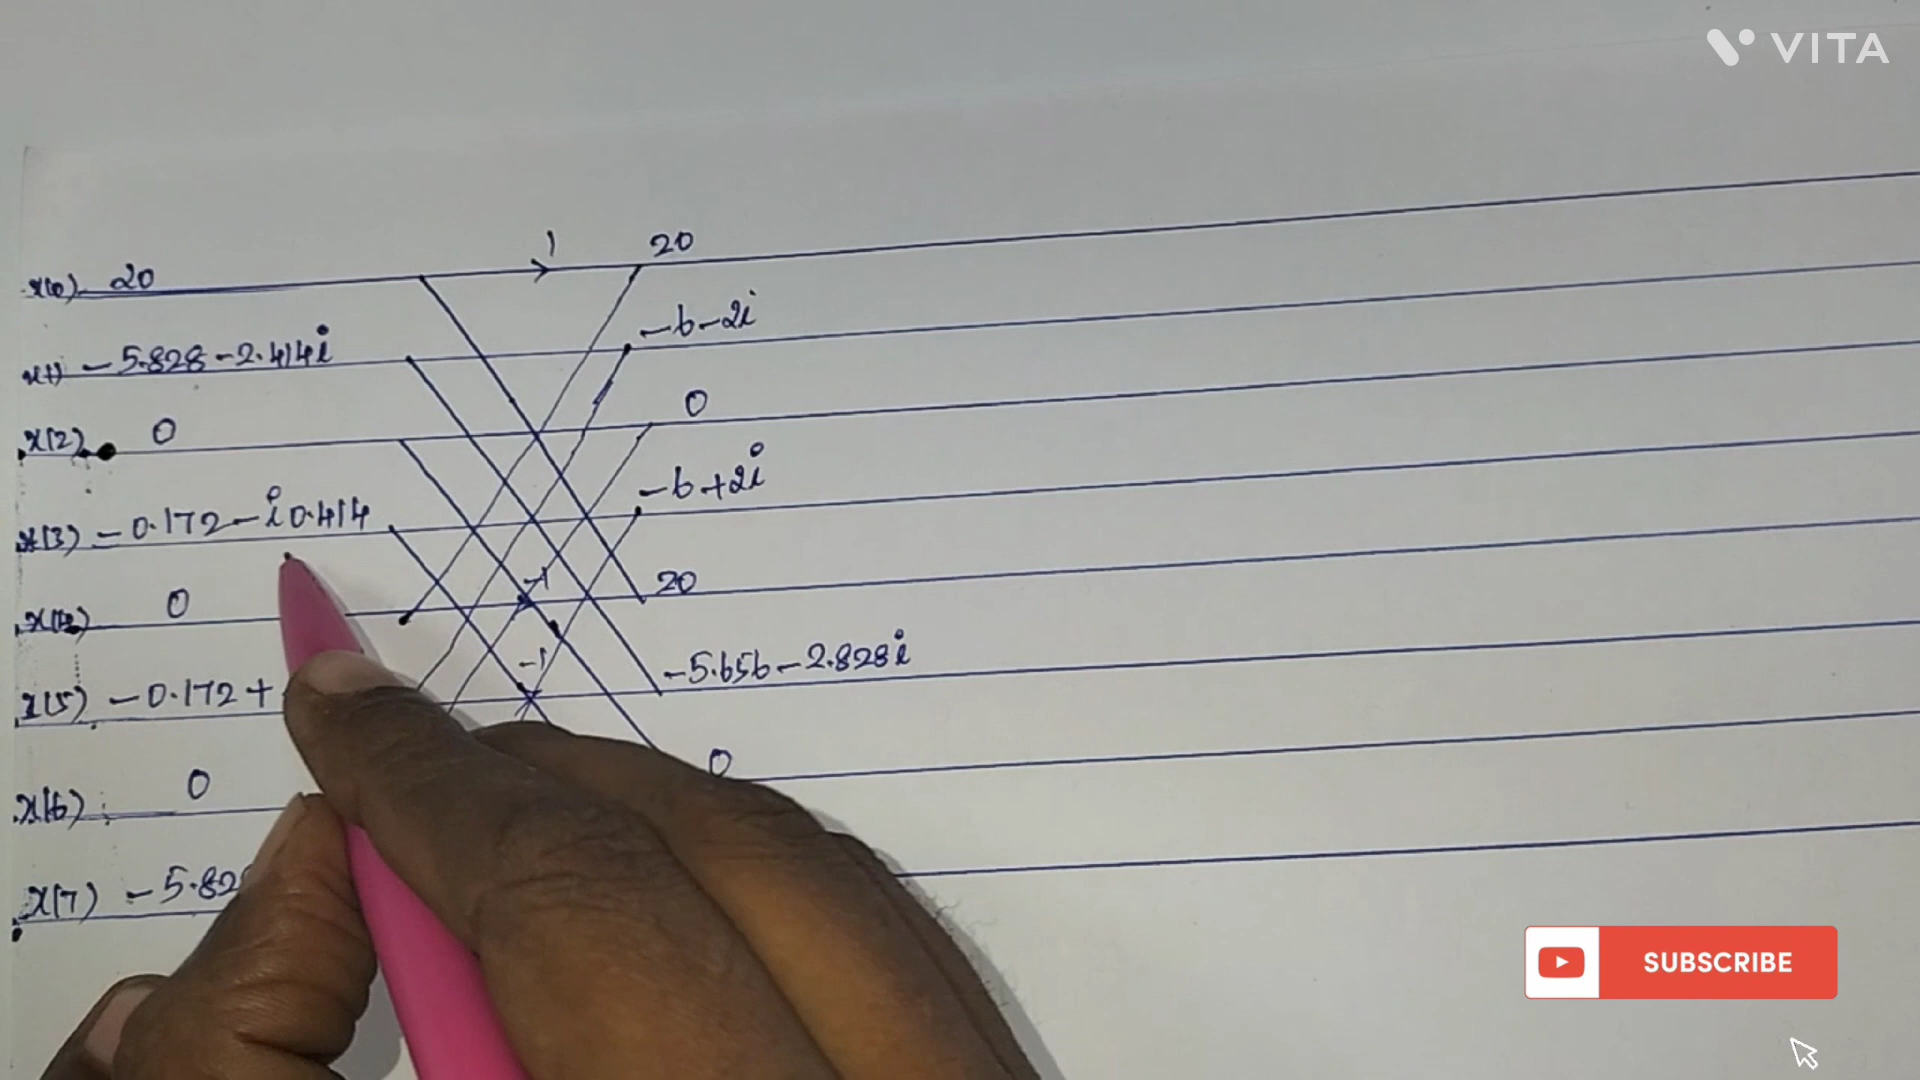 VITA
1
20
x(0) 20
-6-2i
x(1) -5.828-2.414i
0
x(2) 0
-6+2i
x(3) -0.172-i0.414
-1
20
x(4) 0
-1
-5.656-2.828i
x(5) -0.172+
0
x(6) 0
x(7) -5.82
SUBSCRIBE